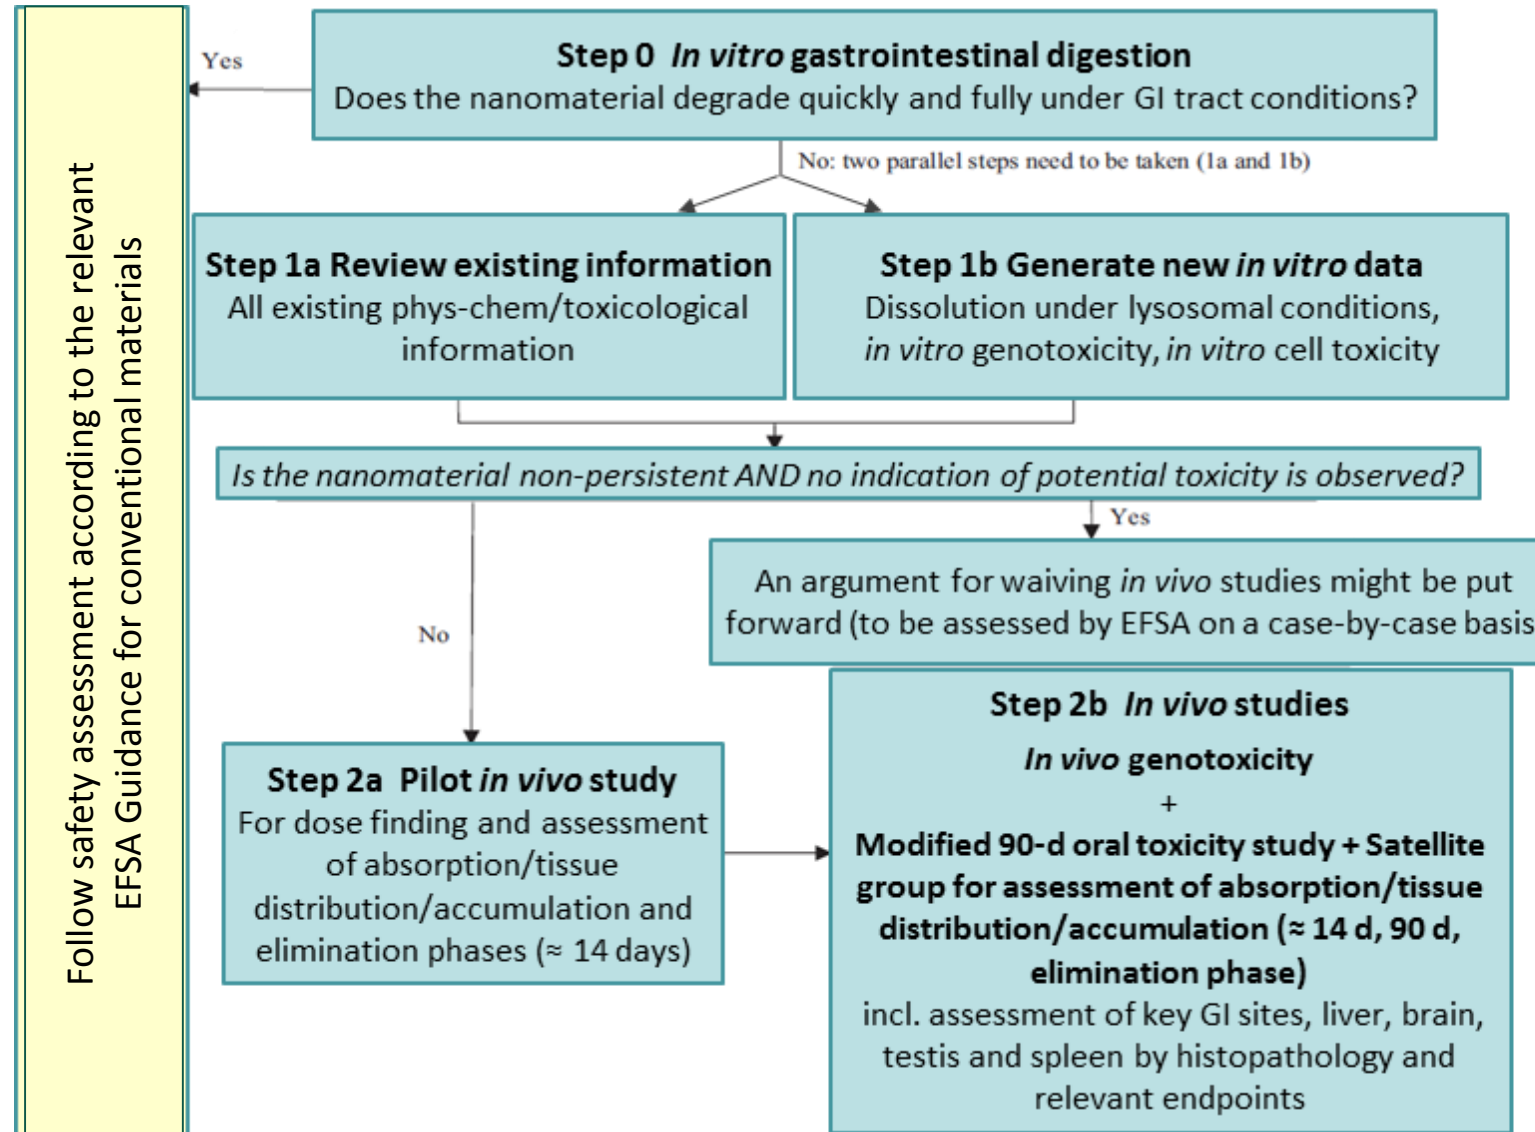 Follow safety assessment according to the relevant
EFSA Guidance for conventional materials
Yes
Step 0 In vitro gastrointestinal digestion
Does the nanomaterial degrade quickly and fully under GI tract conditions?
No: two parallel steps need to be taken (1a and 1b)
Step 1a Review existing information
All existing phys-chem/toxicological
information
Step 1b Generate new in vitro data
Dissolution under lysosomal conditions,
in vitro genotoxicity, in vitro cell toxicity
Is the nanomaterial non-persistent AND no indication of potential toxicity is observed?
Yes
An argument for waiving in vivo studies might be put
forward (to be assessed by EFSA on a case-by-case basis
No
Step 2a Pilot in vivo study
For dose finding and assessment
of absorption/tissue
distribution/accumulation and
elimination phases (≈ 14 days)
Step 2b In vivo studies
In vivo genotoxicity
+
Modified 90-d oral toxicity study + Satellite
group for assessment of absorption/tissue
distribution/accumulation (≈ 14 d, 90 d,
elimination phase)
incl. assessment of key GI sites, liver, brain,
testis and spleen by histopathology and
relevant endpoints